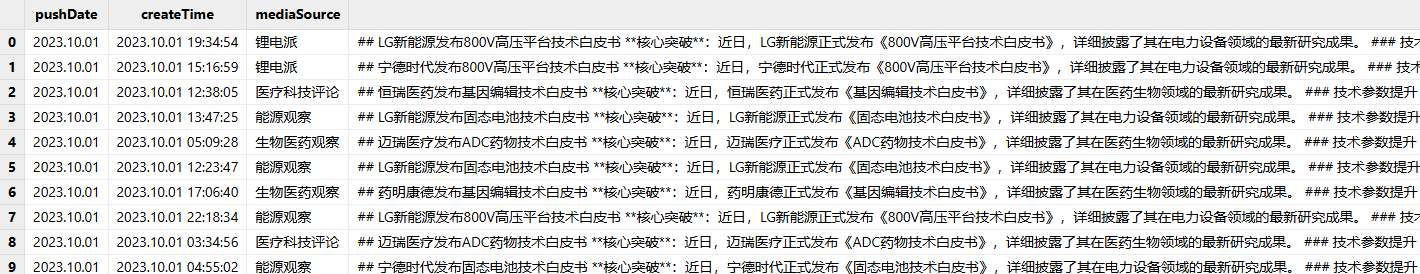 pushDate createTime mediaSource
0 2023.10.01 2023.10.01 19:34:54 锂电派 ## LG新能源发布800V高压平台技术白皮书 **核心突破**：近日，LG新能源正式发布《800V高压平台技术白皮书》，详细披露了其在电力设备领域的最新研究成果。 ### 技
1 2023.10.01 2023.10.01 15:16:59 锂电派 ## 宁德时代发布800V高压平台技术白皮书 **核心突破**：近日，宁德时代正式发布《800V高压平台技术白皮书》，详细披露了其在电力设备领域的最新研究成果。 ### 技
2 2023.10.01 2023.10.01 12:38:05 医疗科技评论 ## 恒瑞医药发布基因编辑技术白皮书 **核心突破**：近日，恒瑞医药正式发布《基因编辑技术白皮书》，详细披露了其在医药生物领域的最新研究成果。 ### 技术参数提升
3 2023.10.01 2023.10.01 13:47:25 能源观察 ## LG新能源发布固态电池技术白皮书 **核心突破**：近日，LG新能源正式发布《固态电池技术白皮书》，详细披露了其在电力设备领域的最新研究成果。 ### 技术参数提升
4 2023.10.01 2023.10.01 05:09:28 生物医药观察 ## 迈瑞医疗发布ADC药物技术白皮书 **核心突破**：近日，迈瑞医疗正式发布《ADC药物技术白皮书》，详细披露了其在医药生物领域的最新研究成果。 ### 技术参数提升
5 2023.10.01 2023.10.01 12:23:47 能源观察 ## LG新能源发布固态电池技术白皮书 **核心突破**：近日，LG新能源正式发布《固态电池技术白皮书》，详细披露了其在电力设备领域的最新研究成果。 ### 技术参数提升
6 2023.10.01 2023.10.01 17:06:40 生物医药观察 ## 药明康德发布基因编辑技术白皮书 **核心突破**：近日，药明康德正式发布《基因编辑技术白皮书》，详细披露了其在医药生物领域的最新研究成果。 ### 技术参数提升
7 2023.10.01 2023.10.01 22:18:34 能源观察 ## LG新能源发布800V高压平台技术白皮书 **核心突破**：近日，LG新能源正式发布《800V高压平台技术白皮书》，详细披露了其在电力设备领域的最新研究成果。 ### 技
8 2023.10.01 2023.10.01 03:34:56 医疗科技评论 ## 迈瑞医疗发布ADC药物技术白皮书 **核心突破**：近日，迈瑞医疗正式发布《ADC药物技术白皮书》，详细披露了其在医药生物领域的最新研究成果。 ### 技术参数提升
9 2023.10.01 2023.10.01 04:55:02 能源观察 ## 宁德时代发布固态电池技术白皮书 **核心突破**：近日，宁德时代正式发布《固态电池技术白皮书》，详细披露了其在电力设备领域的最新研究成果。 ### 技术参数提升